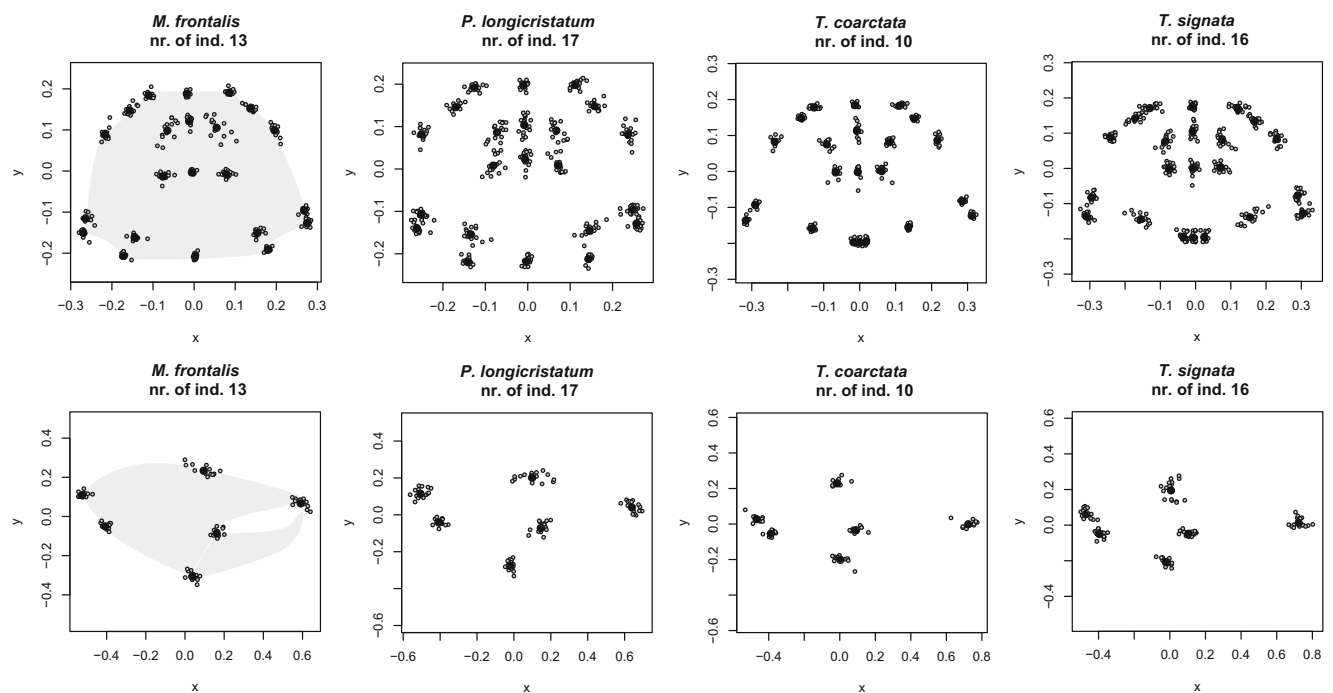 M. frontalis
nr. of ind. 13
y
0.2
0.1
0.0
−0.1
−0.2
−0.3 −0.2 −0.1 0.0 0.1 0.2 0.3
x
P. longicristatum
nr. of ind. 17
y
0.2
0.1
0.0
−0.1
−0.2
−0.2 −0.1 0.0 0.1 0.2
x
T. coarctata
nr. of ind. 10
y
0.3
0.2
0.1
0.0
−0.1
−0.3
−0.3 −0.1 0.1 0.2 0.3
x
T. signata
nr. of ind. 16
y
0.3
0.2
0.1
0.0
−0.1
−0.3
−0.3 −0.1 0.0 0.1 0.2 0.3
x
M. frontalis
nr. of ind. 13
y
0.4
0.2
0.0
−0.2
−0.4
−0.4 −0.2 0.0 0.2 0.4 0.6
x
P. longicristatum
nr. of ind. 17
y
0.4
0.2
0.0
−0.2
−0.6
−0.6 −0.4 −0.2 0.0 0.2 0.4 0.6
x
T. coarctata
nr. of ind. 10
y
0.6
0.4
0.2
0.0
−0.2
−0.6
−0.4 0.0 0.2 0.4 0.6 0.8
x
T. signata
nr. of ind. 16
y
0.6
0.4
0.2
0.0
−0.4
−0.4 0.0 0.2 0.4 0.6 0.8
x